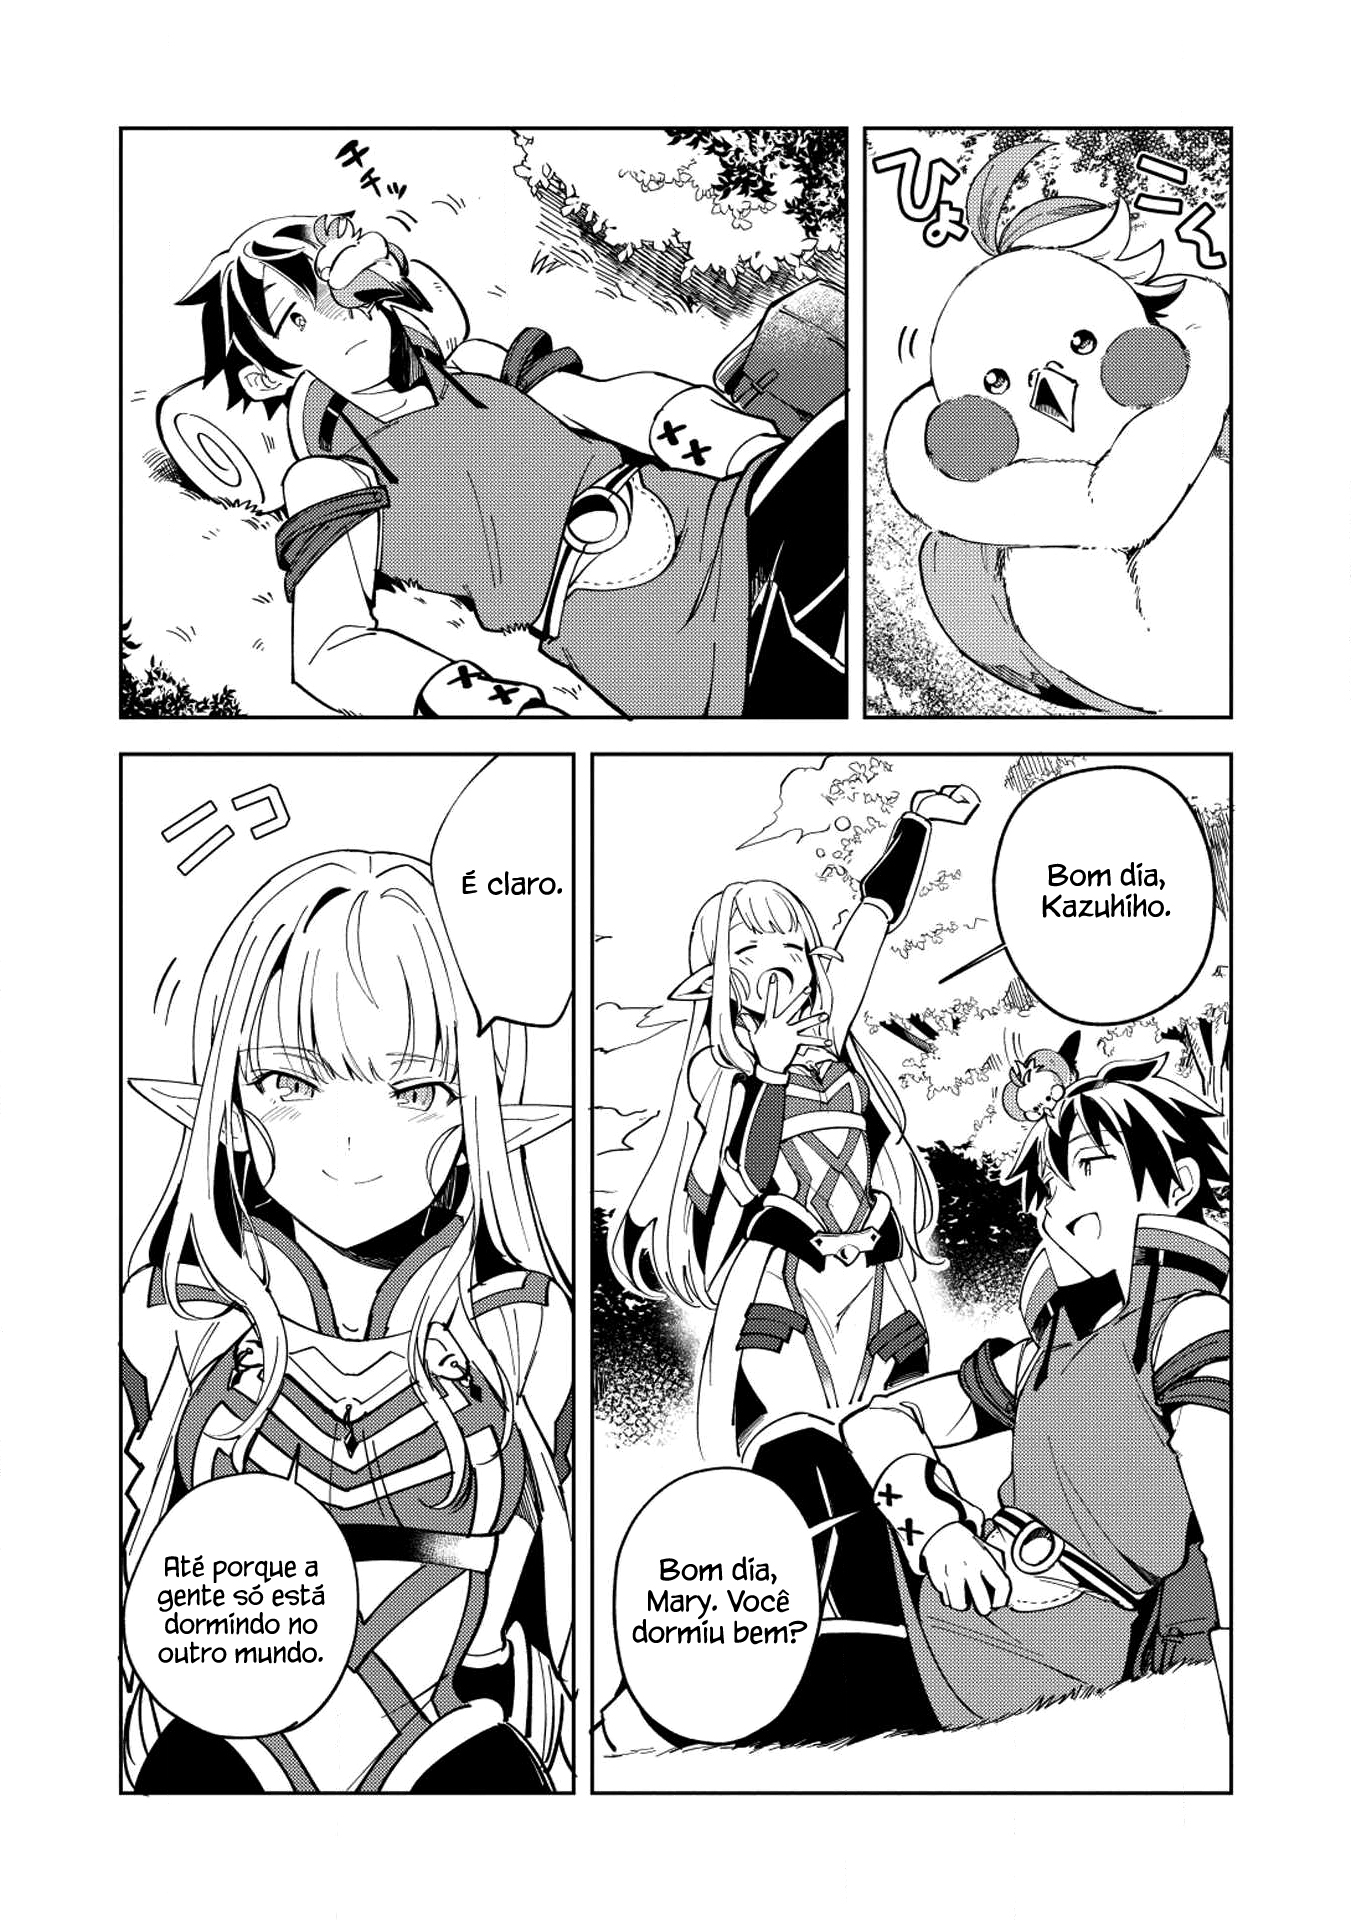 ひょ
こん
チ
チチッ
Bom dia,
Kazuhiho.
Bom dia,
Mary. Você
dormiu bem?
ニコ
É claro.
Até porque a
gente só está
dormindo no
outro mundo.